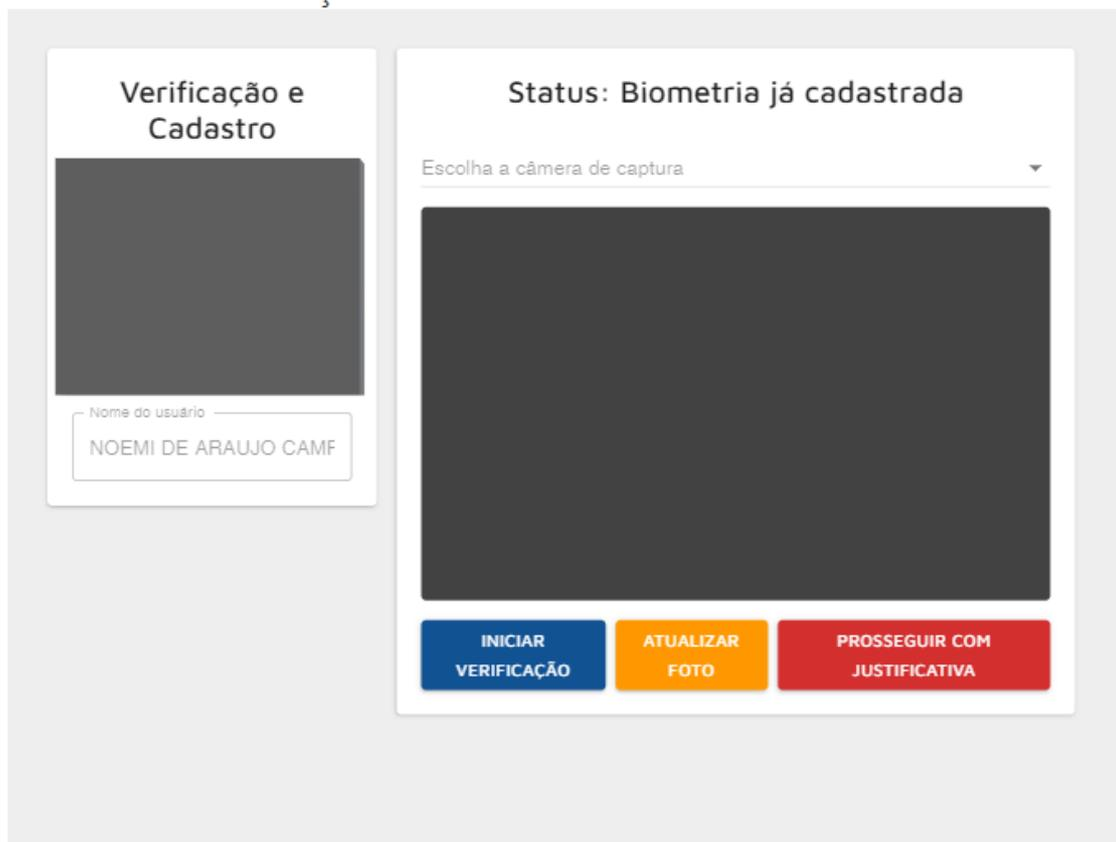 Verificação e
Cadastro
Nome do usuário
NOEMI DE ARAUJO CAMP
Status: Biometria já cadastrada
Escolha a câmera de captura
INICIAR
VERIFICAÇÃO
ATUALIZAR
FOTO
PROSSEGUIR COM
JUSTIFICATIVA